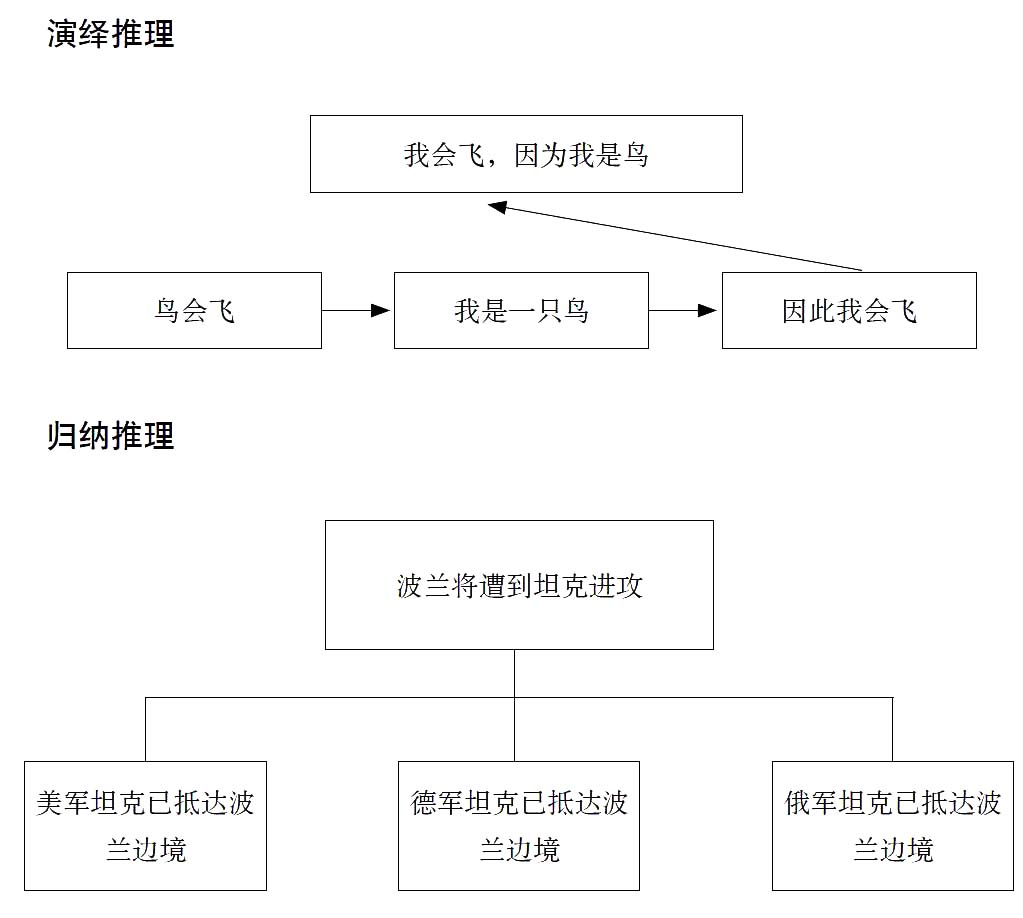 演绎推理
我会飞，因为我是鸟
鸟会飞
我是一只鸟
因此我会飞
归纳推理
波兰将遭到坦克进攻
美军坦克已抵达波
兰边境
德军坦克已抵达波
兰边境
俄军坦克已抵达波
兰边境